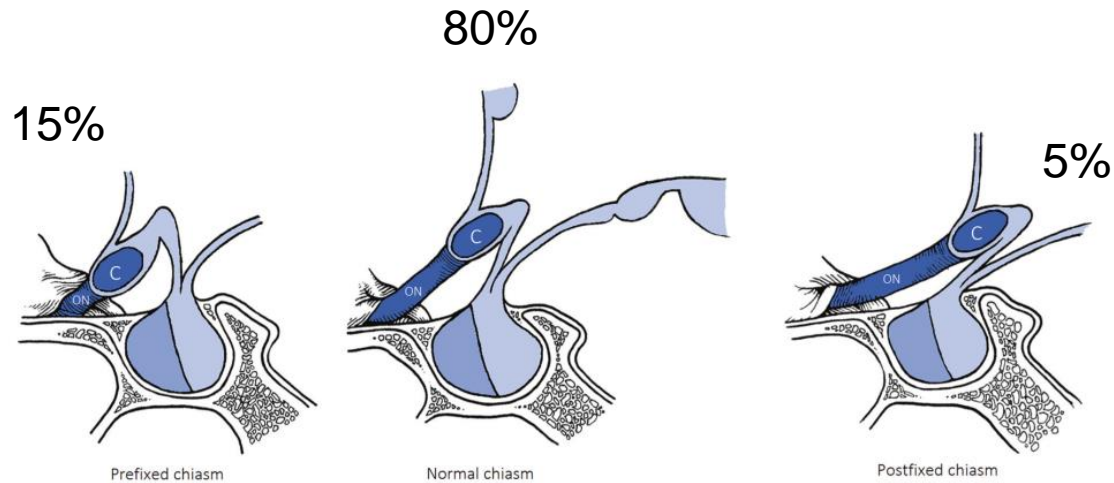 80%
15%
5%
C
ON
C
ON
C
ON
Prefixed chiasm
Normal chiasm
Postfixed chiasm